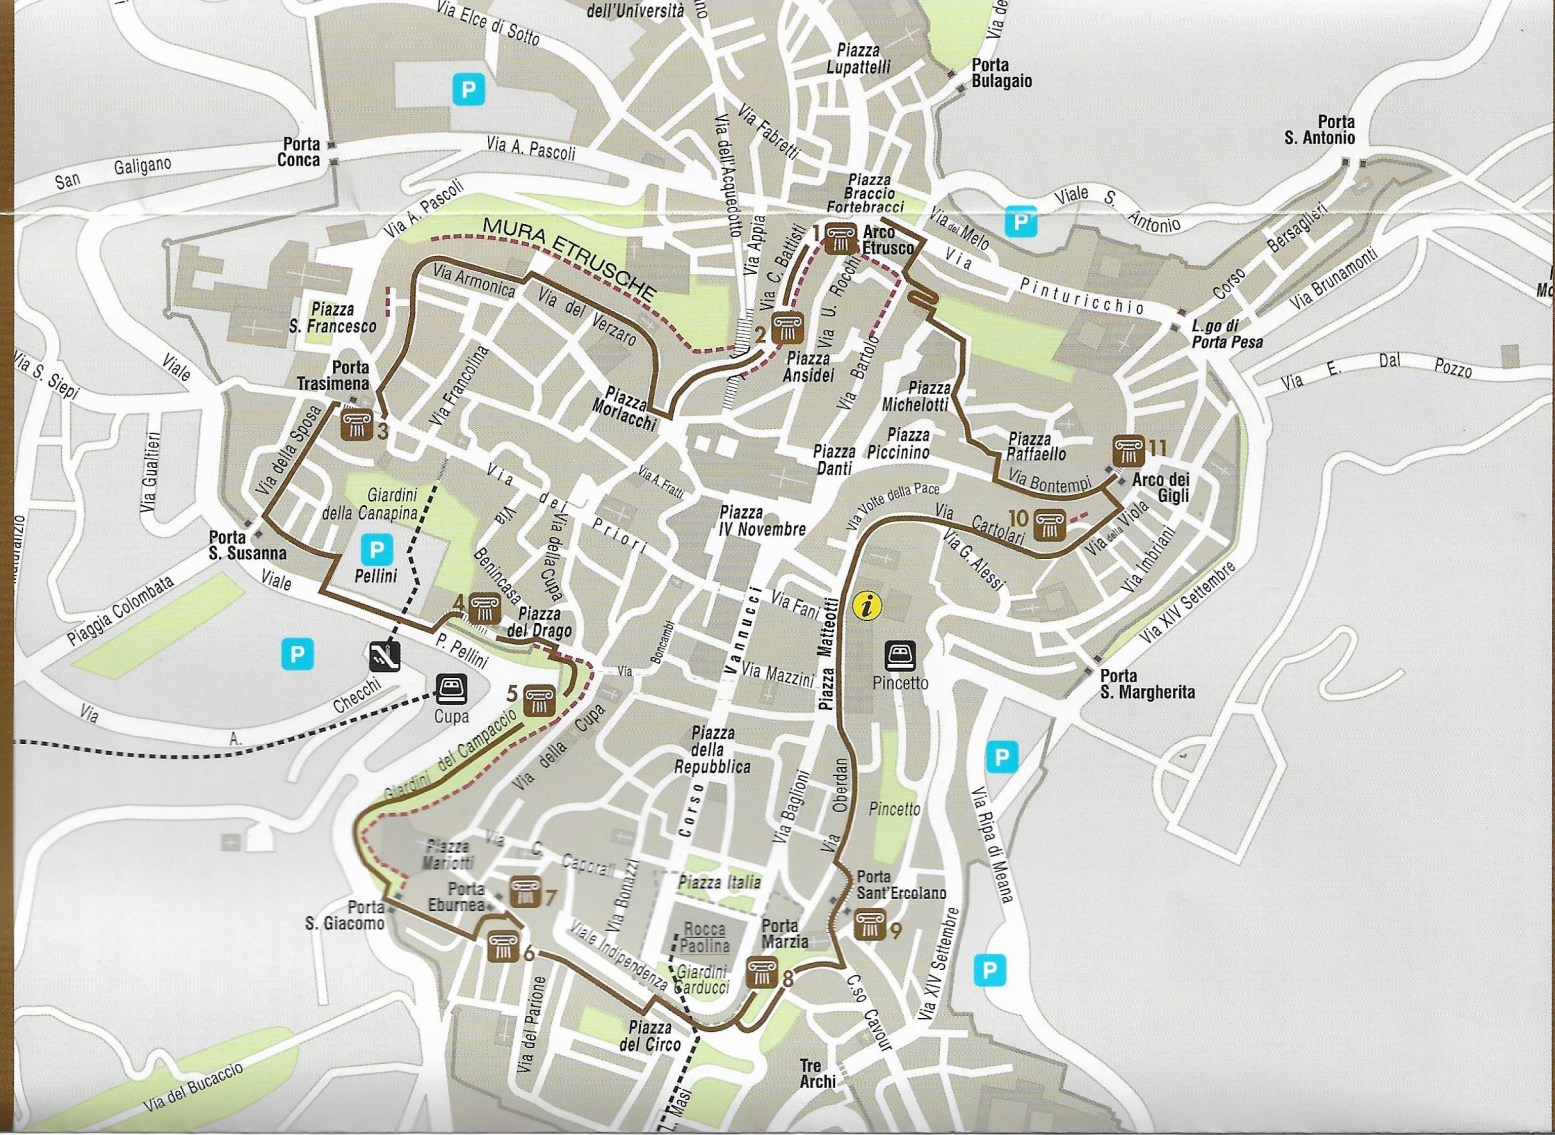 Via Elce di Sotto
dell'Università
Piazza
Lupattelli
Via de
Porta
Bulagaio
P
Porta
S. Antonio
Via Fabretti
Via dell'Acquedotto
Porta
Conca
Via A. Pascoli
San Galigano
Via A. Pascoli
Piazza
Braccio
Fortebracci
Viale S. Antonio
P
Via del Melo
Via Pinturicchio
Corso Bersaglieri
Via Brunamonti
MURA ETRUSCHE
Via Appia
Via C. Battisti
1
Arco
Etrusco
Via U. Rocchi
Via Armonica
Via del Verzaro
2
Piazza
Ansidei
Via Bartolo
Piazza
S. Francesco
L.go di
Porta Pesa
Via E. Dal Pozzo
Viale
Via S. Siepi
Porta
Trasimena
3
Via Francolina
Piazza
Morlacchi
Piazza
Michelotti
Via della Sposa
Via Gualtieri
Piazza
Piccinino
Piazza
Danti
Piazza
Raffaello
11
Via Bontempi
Arco dei
Gigli
Via dei Priori
Via A. Fratti
Giardini
della Canapina
Piazza
IV Novembre
Via Volte della Pace
Via Cartolari
10
Via della Viola
Via G. Alessi
Via Imbriani
Via XIV Settembre
Porta
S. Susanna
P
Pellini
Viale
P. Pellini
Via
Benincasa
Via della Cupa
4
Piazza
del Drago
Piaggia Colombata
P
Via A. Checchi
Cupa
Via Boncambi
Via Fani
i
Piazza Matteotti
Pincetto
Via Mazzini
Corso Vannucci
Porta
S. Margherita
5
Giardini del Campaccio
Via della Cupa
Piazza
della
Repubblica
Via Baglioni
Via Oberdan
Pincetto
P
Via Ripa di Meana
Piazza
Mariotti
Via C. Caporali
Via Bonazzi
Piazza Italia
Porta
Sant'Ercolano
Porta
S. Giacomo
Porta
Eburnea
7
6
Viale Indipendenza
Rocca
Paolina
Porta
Marzia
9
8
Giardini
Carducci
Via XIV Settembre
P
C.so Cavour
Via del Parione
Piazza
del Circo
Tre
Archi
L. Masi
Via del Bucaccio